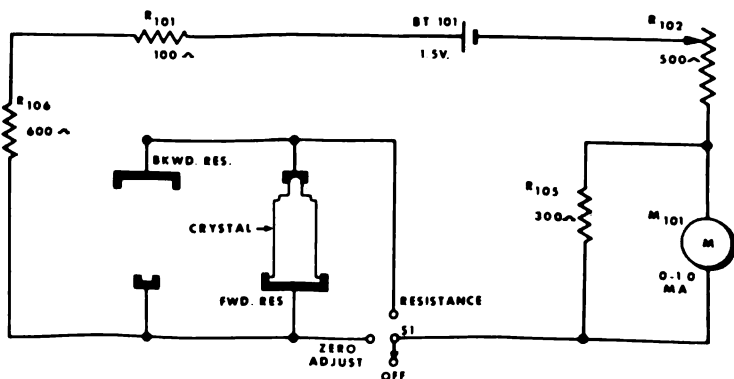 R101
100 ⌢
BT 101
1 5V.
R102
500⌢
R106
600 ⌢
BKWD. RES.
CRYSTAL
FWD. RES
R105
300⌢
M101
M
0-1 0
MA
RESISTANCE
S1
ZERO
ADJUST
OFF